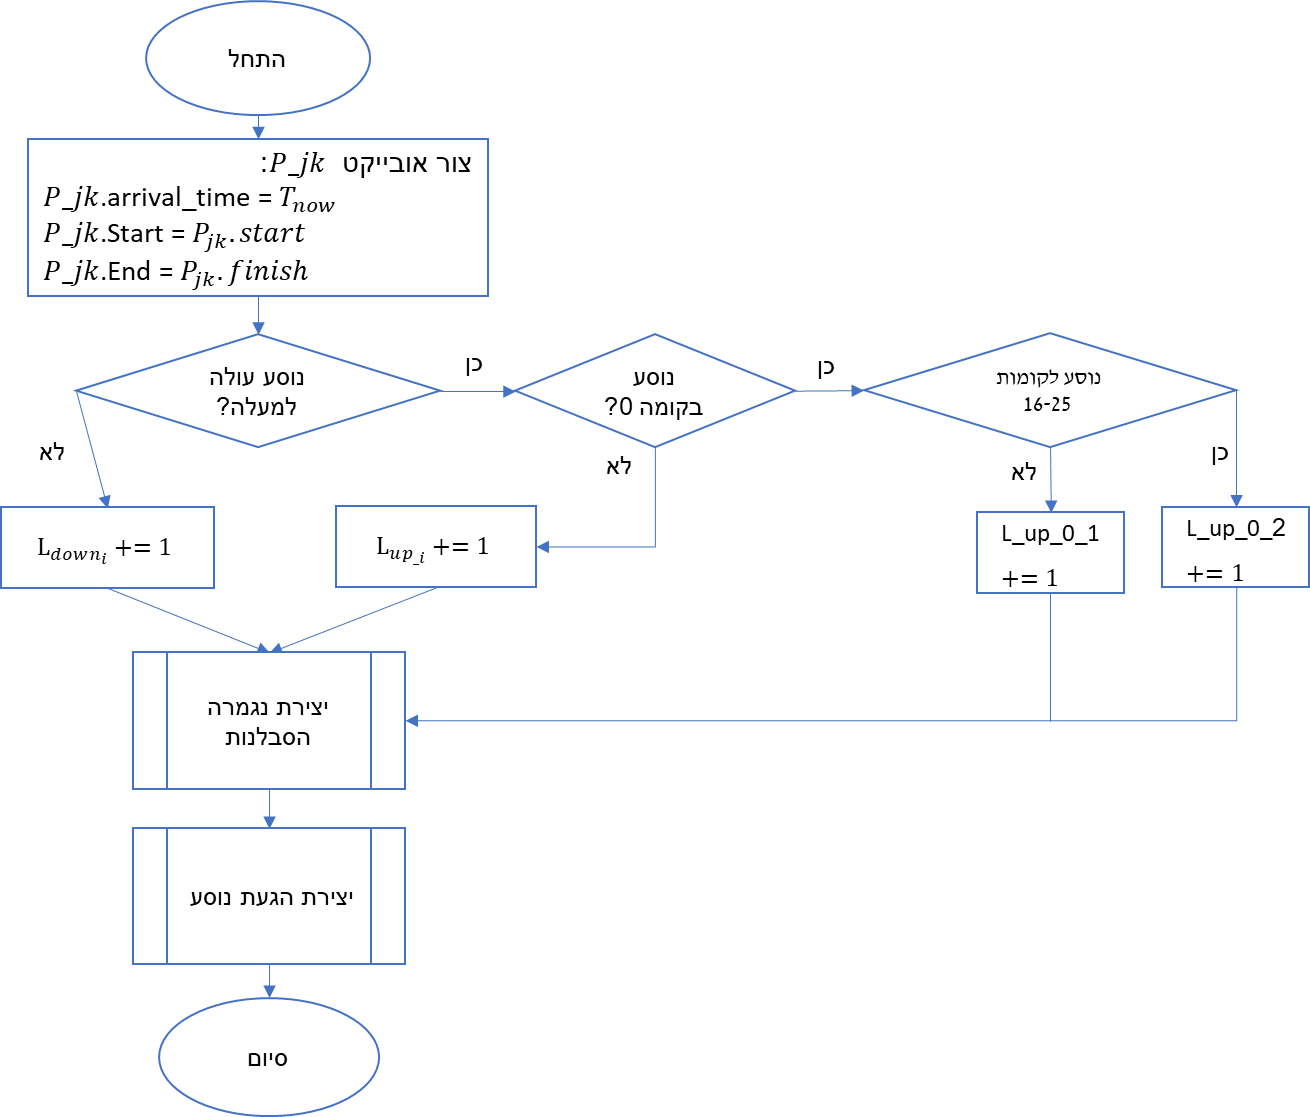 התחל
צור אובייקט P_jk:
P_jk.arrival_time = T_now
P_jk.Start = P_jk.start
P_jk.End = P_jk.finish
נוסע עולה
למעלה?
כן
נוסע
בקומה 0?
כן
נוסע לקומות
16-25
לא
לא
לא
כן
L_down_i += 1
L_up_i += 1
L_up_0_1
+= 1
L_up_0_2
+= 1
יצירת נגמרה
הסבלנות
יצירת הגעת נוסע
סיום